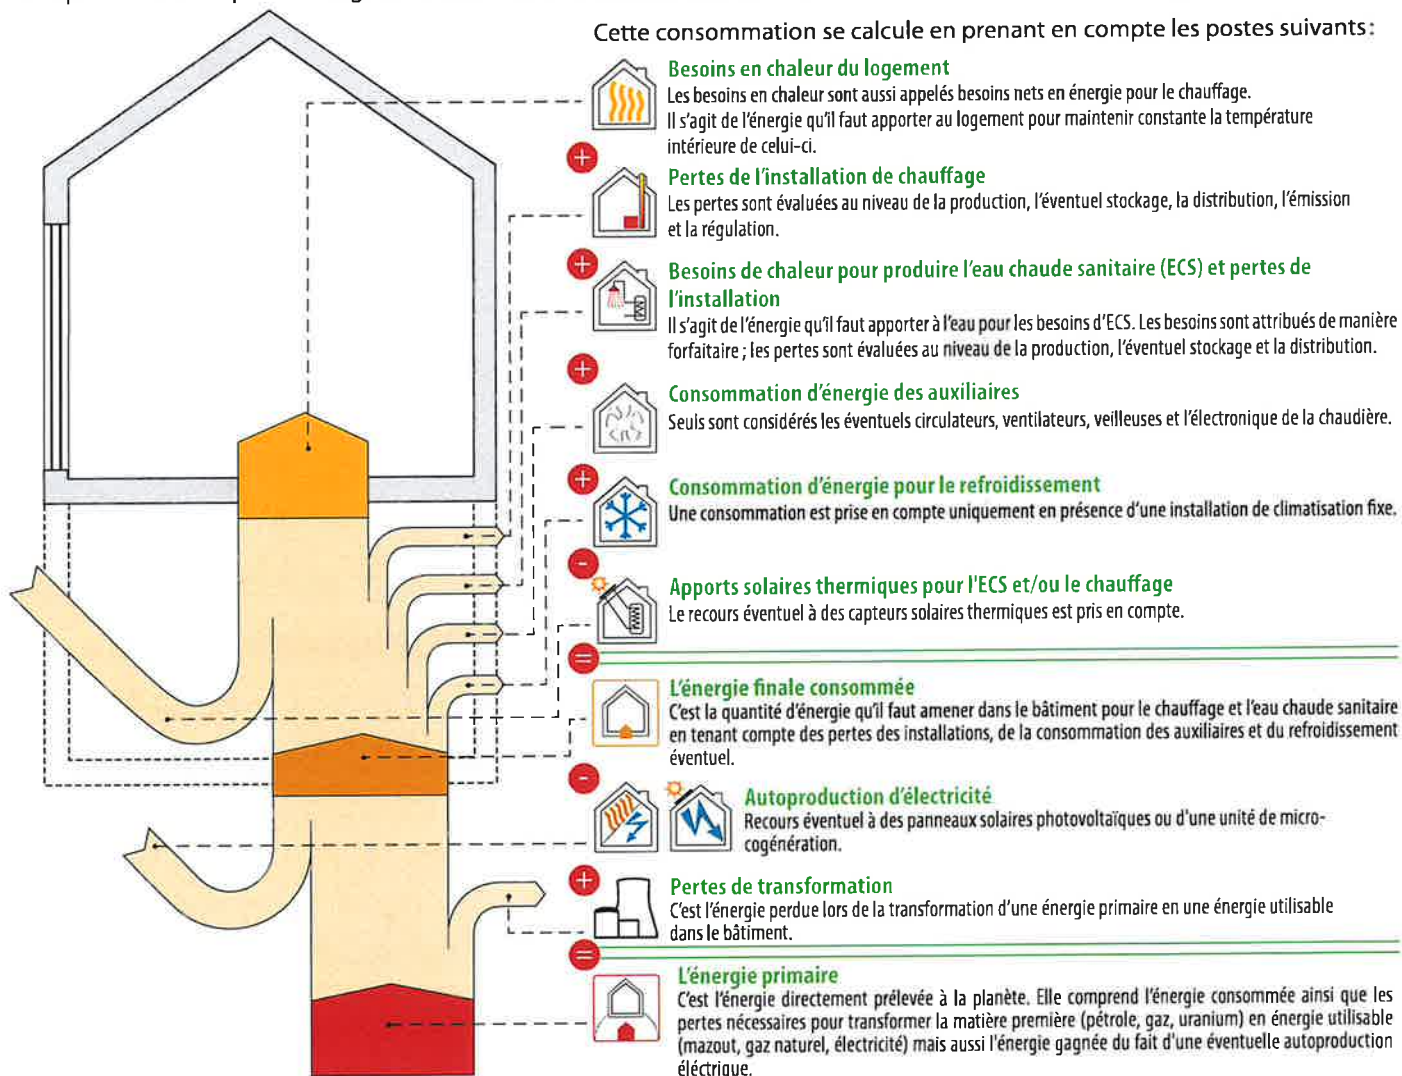 Cette consommation se calcule en prenant en compte les postes suivants :
Besoins en chaleur du logement
Les besoins en chaleur sont aussi appelés besoins nets en énergie pour le chauffage.
Il s'agit de l'énergie qu'il faut apporter au logement pour maintenir constante la température
intérieure de celui-ci.
+
Pertes de l'installation de chauffage
Les pertes sont évaluées au niveau de la production, l'éventuel stockage, la distribution, l'émission
et la régulation.
+
Besoins de chaleur pour produire l'eau chaude sanitaire (ECS) et pertes de
l'installation
Il s'agit de l'énergie qu'il faut apporter à l'eau pour les besoins d'ECS. Les besoins sont attribués de manière
forfaitaire ; les pertes sont évaluées au niveau de la production, l'éventuel stockage et la distribution.
+
Consommation d'énergie des auxiliaires
Seuls sont considérés les éventuels circulateurs, ventilateurs, veilleuses et l'électronique de la chaudière.
+
Consommation d'énergie pour le refroidissement
Une consommation est prise en compte uniquement en présence d'une installation de climatisation fixe.
-
Apports solaires thermiques pour l'ECS et/ou le chauffage
Le recours éventuel à des capteurs solaires thermiques est pris en compte.
=
L'énergie finale consommée
C'est la quantité d'énergie qu'il faut amener dans le bâtiment pour le chauffage et l'eau chaude sanitaire
en tenant compte des pertes des installations, de la consommation des auxiliaires et du refroidissement
éventuel.
-
Autoproduction d'électricité
Recours éventuel à des panneaux solaires photovoltaïques ou d'une unité de micro-
cogénération.
+
Pertes de transformation
C'est l'énergie perdue lors de la transformation d'une énergie primaire en une énergie utilisable
dans le bâtiment.
=
L'énergie primaire
C'est l'énergie directement prélevée à la planète. Elle comprend l'énergie consommée ainsi que les
pertes nécessaires pour transformer la matière première (pétrole, gaz, uranium) en énergie utilisable
(mazout, gaz naturel, électricité) mais aussi l'énergie gagnée du fait d'une éventuelle autoproduction
éléctrique.